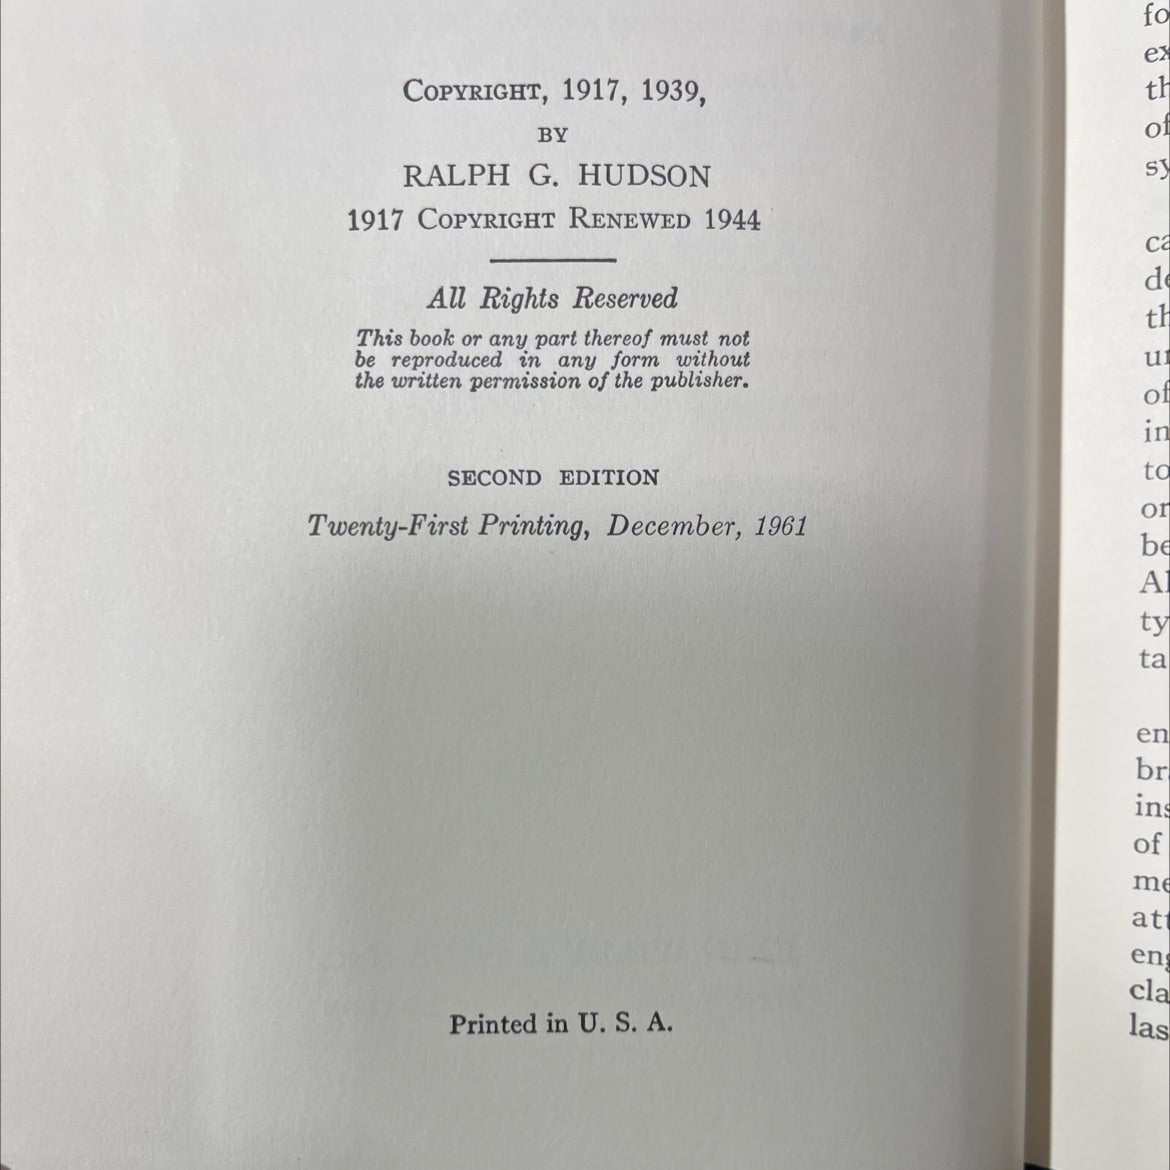 COPYRIGHT, 1917, 1939,
BY
RALPH G. HUDSON
1917 COPYRIGHT RENEWED 1944
All Rights Reserved
This book or any part thereof must not
be reproduced in any form without
the written permission of the publisher.
SECOND EDITION
Twenty-First Printing, December, 1961
Printed in U. S. A.